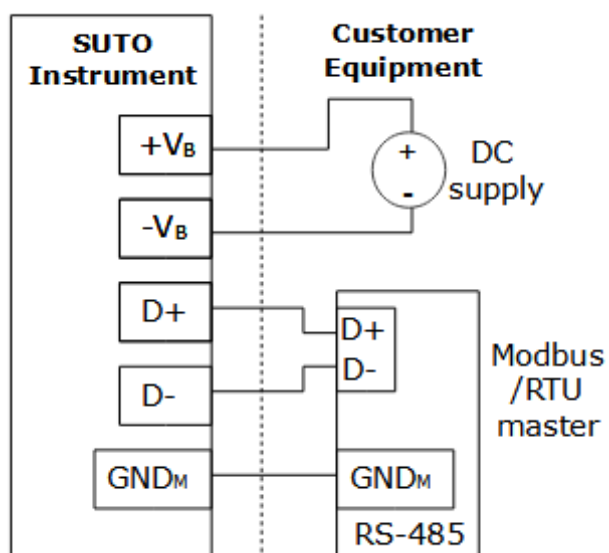 SUTO
Instrument
Customer
Equipment
+VB
+
-
DC
supply
-VB
D+
D-
GNDM
D+
D-
GNDM
RS-485
Modbus
/RTU
master